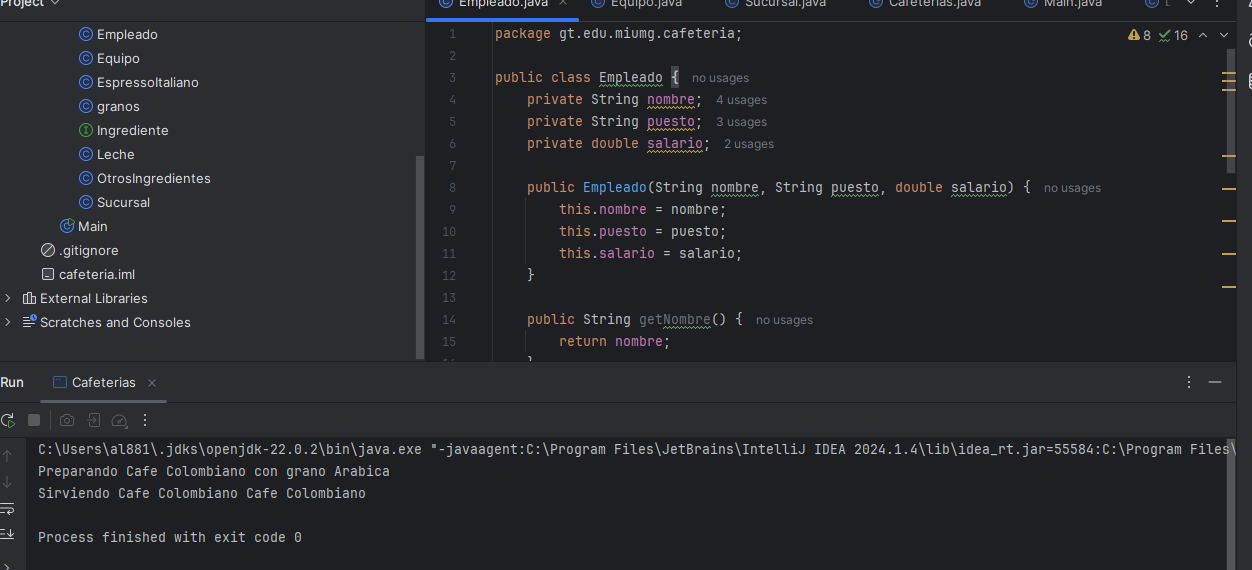 Project
Empleado
Equipo
EspressoItaliano
granos
Ingrediente
Leche
OtrosIngredientes
Sucursal
Main
.gitignore
cafeteria.iml
External Libraries
Scratches and Consoles
Empleado.java
Equipo.java
Sucursal.java
Cafeterias.java
Main.java
8 16
1 package gt.edu.miumg.cafeteria;
2
3 public class Empleado { no usages
4 private String nombre; 4 usages
5 private String puesto; 3 usages
6 private double salario; 2 usages
7
8 public Empleado(String nombre, String puesto, double salario) { no usages
9 this.nombre = nombre;
10 this.puesto = puesto;
11 this.salario = salario;
12 }
13
14 public String getNombre() { no usages
15 return nombre;
Run
Cafeterias
C:\Users\al881\.jdks\openjdk-22.0.2\bin\java.exe "-javaagent:C:\Program Files\JetBrains\IntelliJ IDEA 2024.1.4\lib\idea_rt.jar=55584:C:\Program Files\
Preparando Cafe Colombiano con grano Arabica
Sirviendo Cafe Colombiano Cafe Colombiano
Process finished with exit code 0